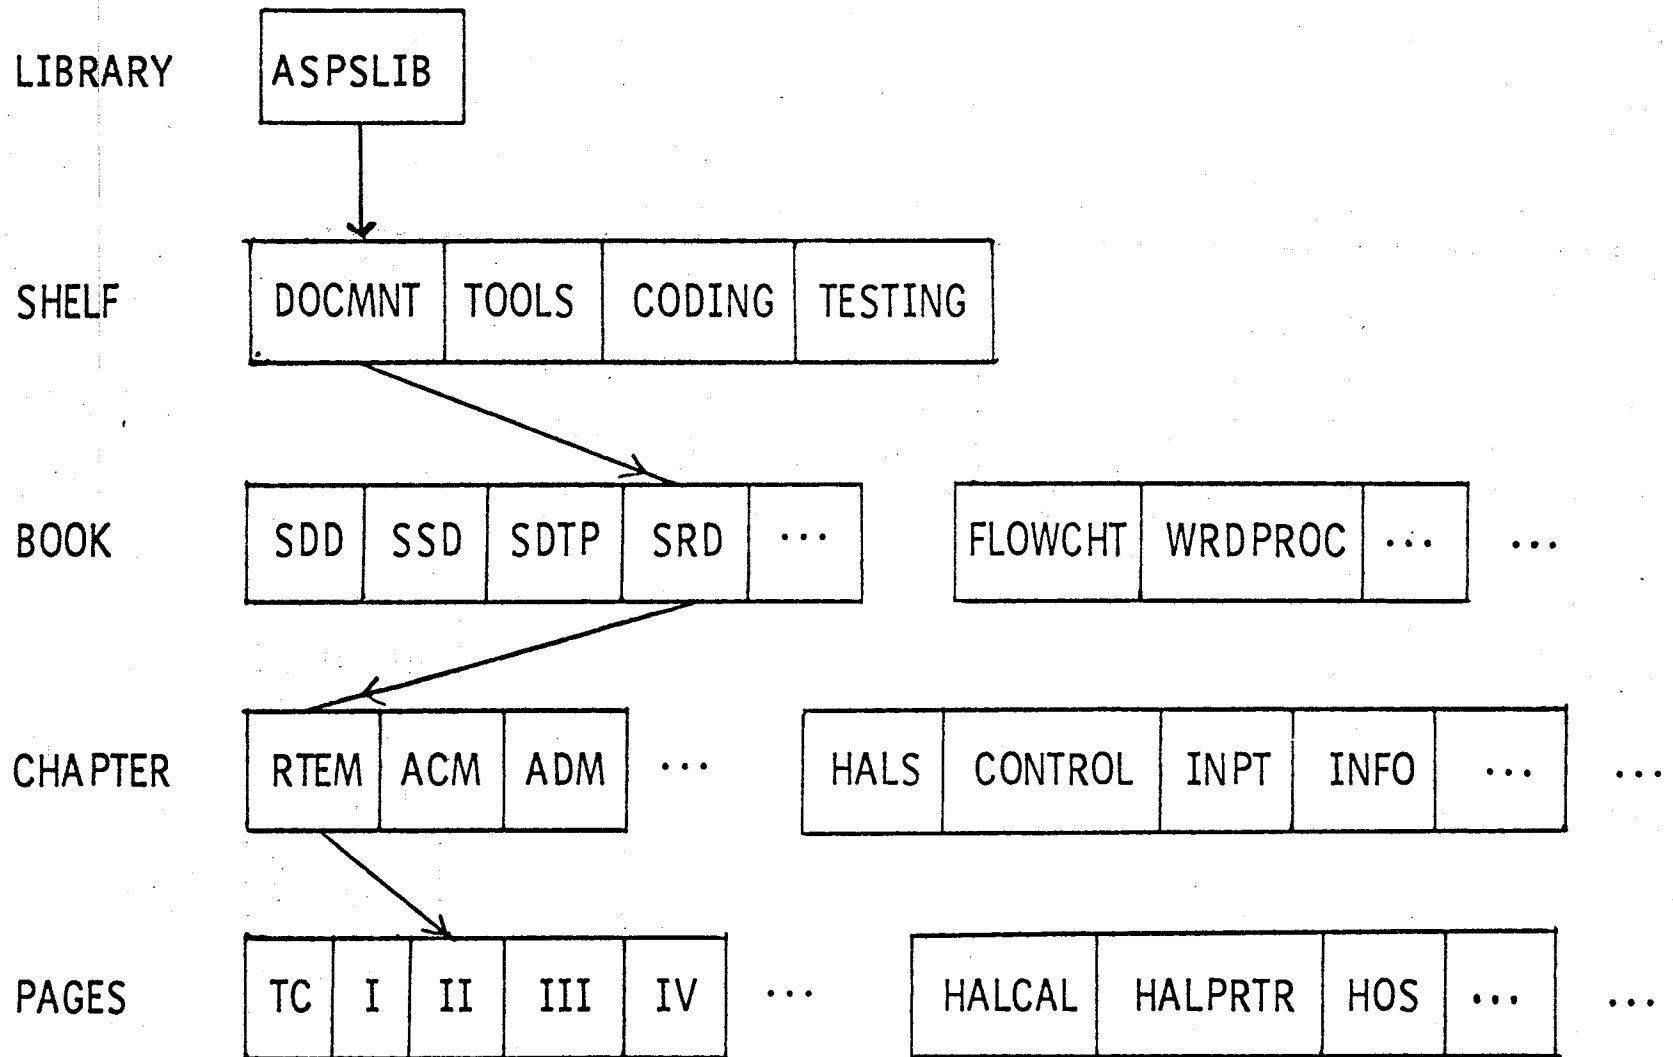 LIBRARY ASPSLIB
SHELF DOCMNT TOOLS CODING TESTING
BOOK SDD SSD SDTP SRD ... FLOWCHT WRDPROC ... ...
CHAPTER RTEM ACM ADM ... HALS CONTROL INPT INFO ... ...
PAGES TC I II III IV ... HALCAL HALPRTR HOS ... ...